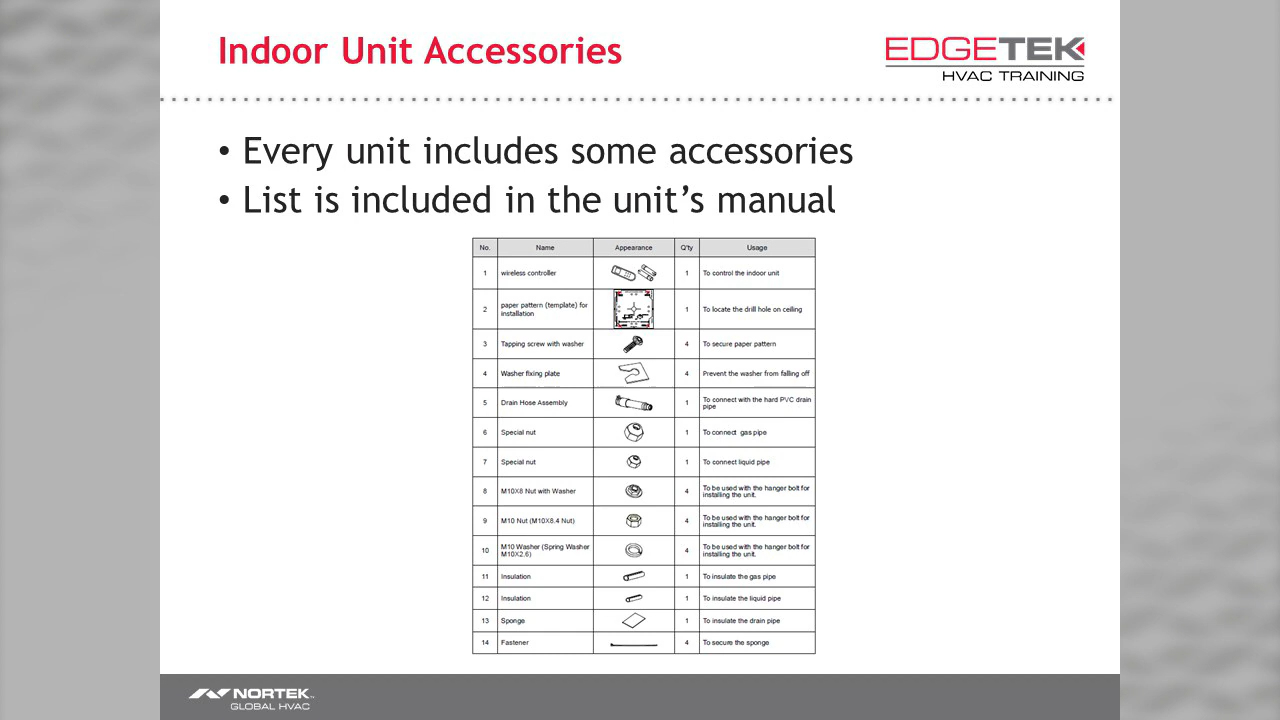 Indoor Unit Accessories
EDGETEK
HVAC TRAINING
• Every unit includes some accessories
• List is included in the unit’s manual
No. Name Appearance Q'ty Usage
1 wireless controller 1 To control the indoor unit
2 paper pattern (template) for
installation 1 To locate the drill hole on ceiling
3 Tapping screw with washer 4 To secure paper pattern
4 Washer fixing plate 4 Prevent the washer from falling off
5 Drain Hose Assembly 1 To connect with the hard PVC drain
pipe
6 Special nut 1 To connect gas pipe
7 Special nut 1 To connect liquid pipe
8 M10X8 Nut with Washer 4 To be used with the hanger bolt for
installing the unit.
9 M10 Nut (M10X8.4 Nut) 4 To be used with the hanger bolt for
installing the unit.
10 M10 Washer (Spring Washer
M10X2.6) 4 To be used with the hanger bolt for
installing the unit.
11 Insulation 1 To insulate the gas pipe
12 Insulation 1 To insulate the liquid pipe
13 Sponge 1 To insulate the drain pipe
14 Fastener 4 To secure the sponge
NORTEK
GLOBAL HVAC